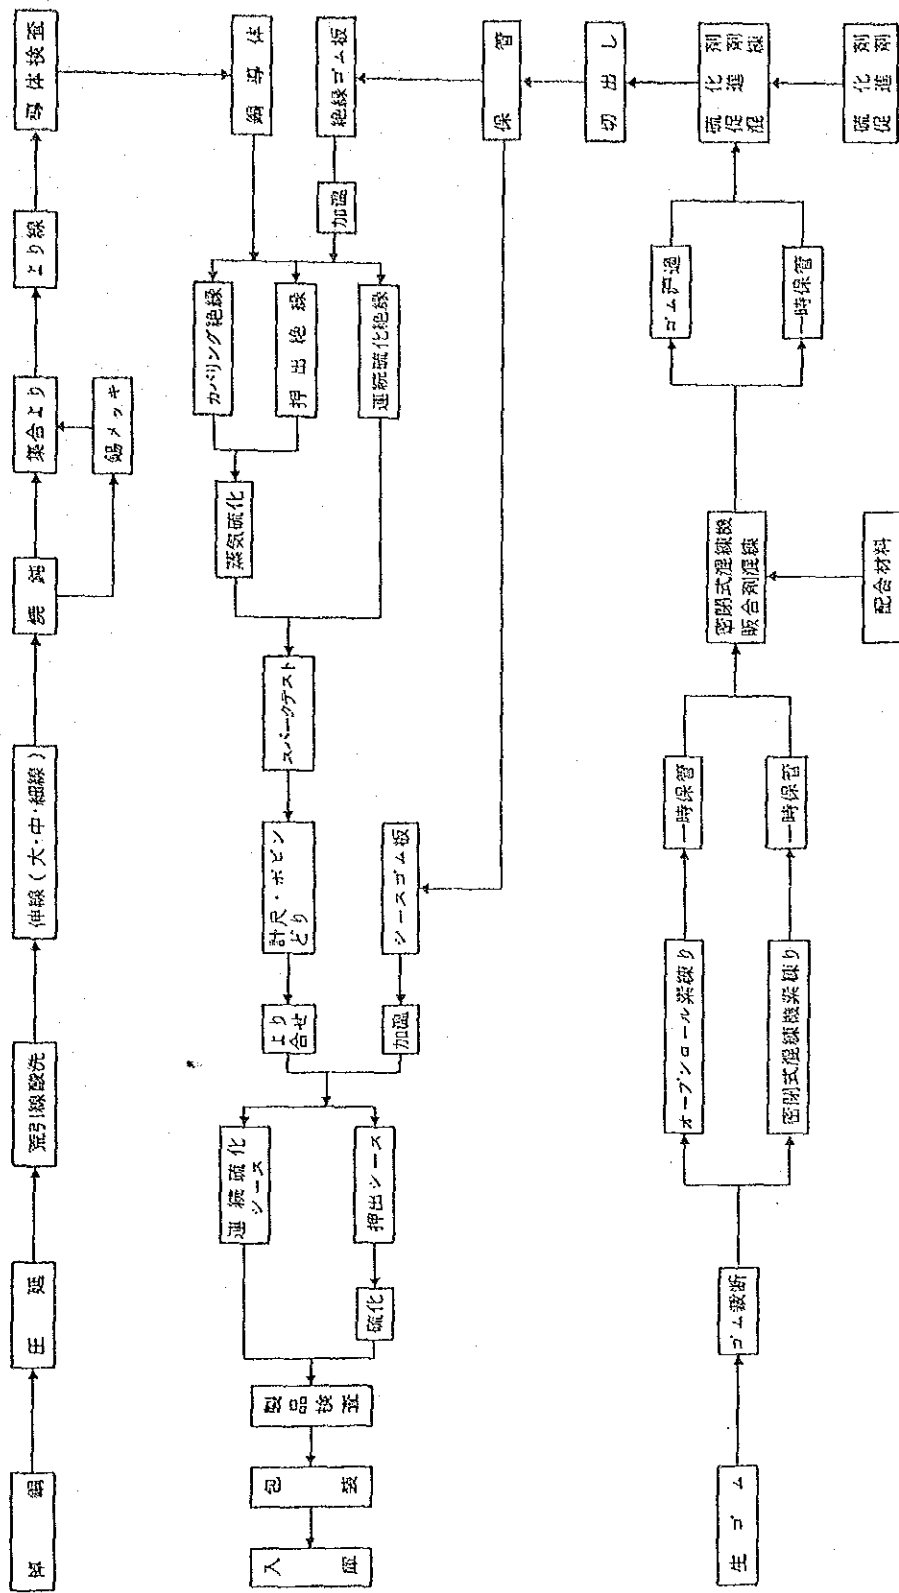 棹銅
圧延
荒引線酸洗
伸線（大・中・細線）
焼鈍
錫メッキ
集合より
より線
導体検査
銅導体
絶縁ゴム板
加温
カバリング絶縁
押出絶縁
連続硫化絶縁
蒸気硫化
スパークテスト
計尺・ボビン
どり
より
合せ
シースゴム板
加温
連続硫化
シース
押出シース
硫化
製品検査
包装
入庫
生ゴム
ゴム裁断
オープンロール素練り
密閉式混練機素練り
一時保管
一時保管
配合材料
密閉式混練機
販合剤混練
ゴム沪過
一時保管
硫化剤
促進剤
硫化剤
促進剤
混練
切出し
保管